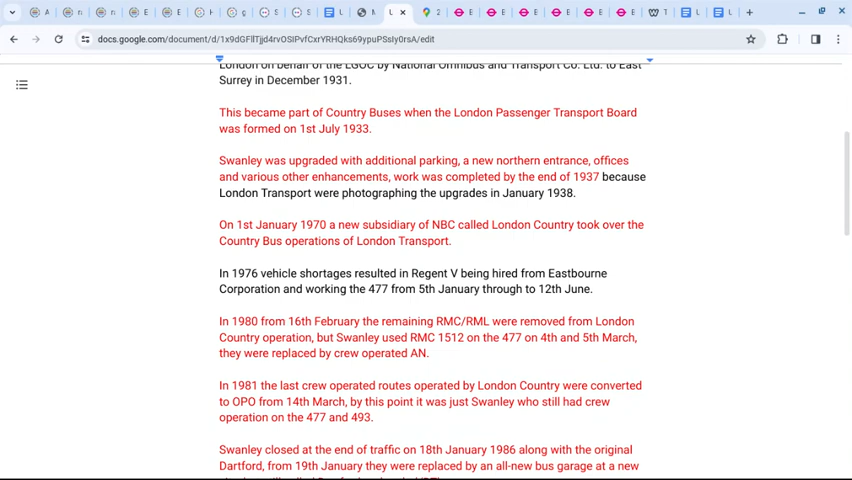 docs.google.com/document/d/1x9dGFlITjjd4rvOSIPvfCxrYRHQks69ypuPSsIy0rsA/edit
London on behalf of the LGOC by National Omnibus and Transport Co. Ltd. to East
Surrey in December 1931.
This became part of Country Buses when the London Passenger Transport Board
was formed on 1st July 1933.
Swanley was upgraded with additional parking, a new northern entrance, offices
and various other enhancements, work was completed by the end of 1937 because
London Transport were photographing the upgrades in January 1938.
On 1st January 1970 a new subsidiary of NBC called London Country took over the
Country Bus operations of London Transport.
In 1976 vehicle shortages resulted in Regent V being hired from Eastbourne
Corporation and working the 477 from 5th January through to 12th June.
In 1980 from 16th February the remaining RMC/RML were removed from London
Country operation, but Swanley used RMC 1512 on the 477 on 4th and 5th March,
they were replaced by crew operated AN.
In 1981 the last crew operated routes operated by London Country were converted
to OPO from 14th March, by this point it was just Swanley who still had crew
operation on the 477 and 493.
Swanley closed at the end of traffic on 18th January 1986 along with the original
Dartford, from 19th January they were replaced by an all-new bus garage at a new